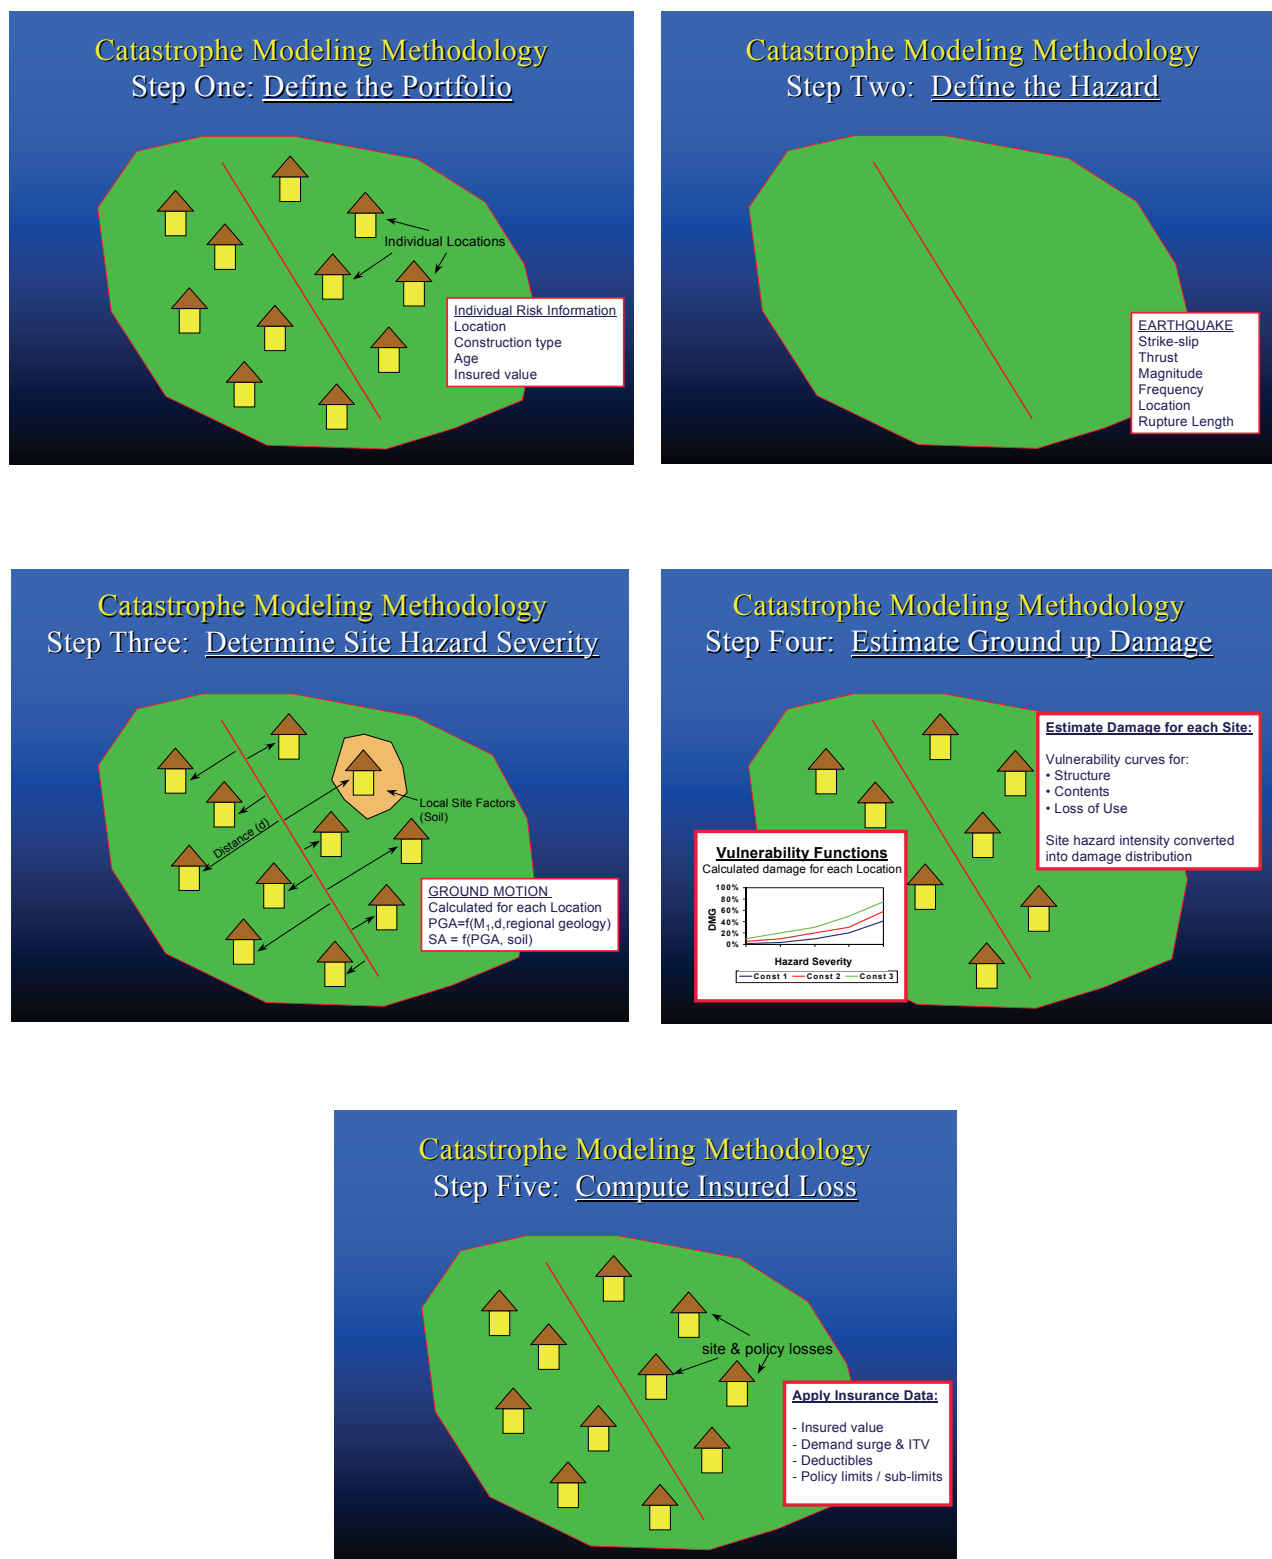 Catastrophe Modeling Methodology
Step One: Define the Portfolio
Individual Locations
Individual Risk Information
Location
Construction type
Age
Insured value
Catastrophe Modeling Methodology
Step Two: Define the Hazard
EARTHQUAKE
Strike-slip
Thrust
Magnitude
Frequency
Location
Rupture Length
Catastrophe Modeling Methodology
Step Three: Determine Site Hazard Severity
Local Site Factors
(Soil)
Distance (d)
GROUND MOTION
Calculated for each Location
PGA=f(M₁,d,regional geology)
SA = f(PGA, soil)
Catastrophe Modeling Methodology
Step Four: Estimate Ground up Damage
Estimate Damage for each Site:
Vulnerability curves for:
• Structure
• Contents
• Loss of Use
Site hazard intensity converted
into damage distribution
Vulnerability Functions
Calculated damage for each Location
100%
80%
60%
40%
20%
0%
DMG
Hazard Severity
Const 1 Const 2 Const 3
Catastrophe Modeling Methodology
Step Five: Compute Insured Loss
site & policy losses
Apply Insurance Data:
- Insured value
- Demand surge & ITV
- Deductibles
- Policy limits / sub-limits